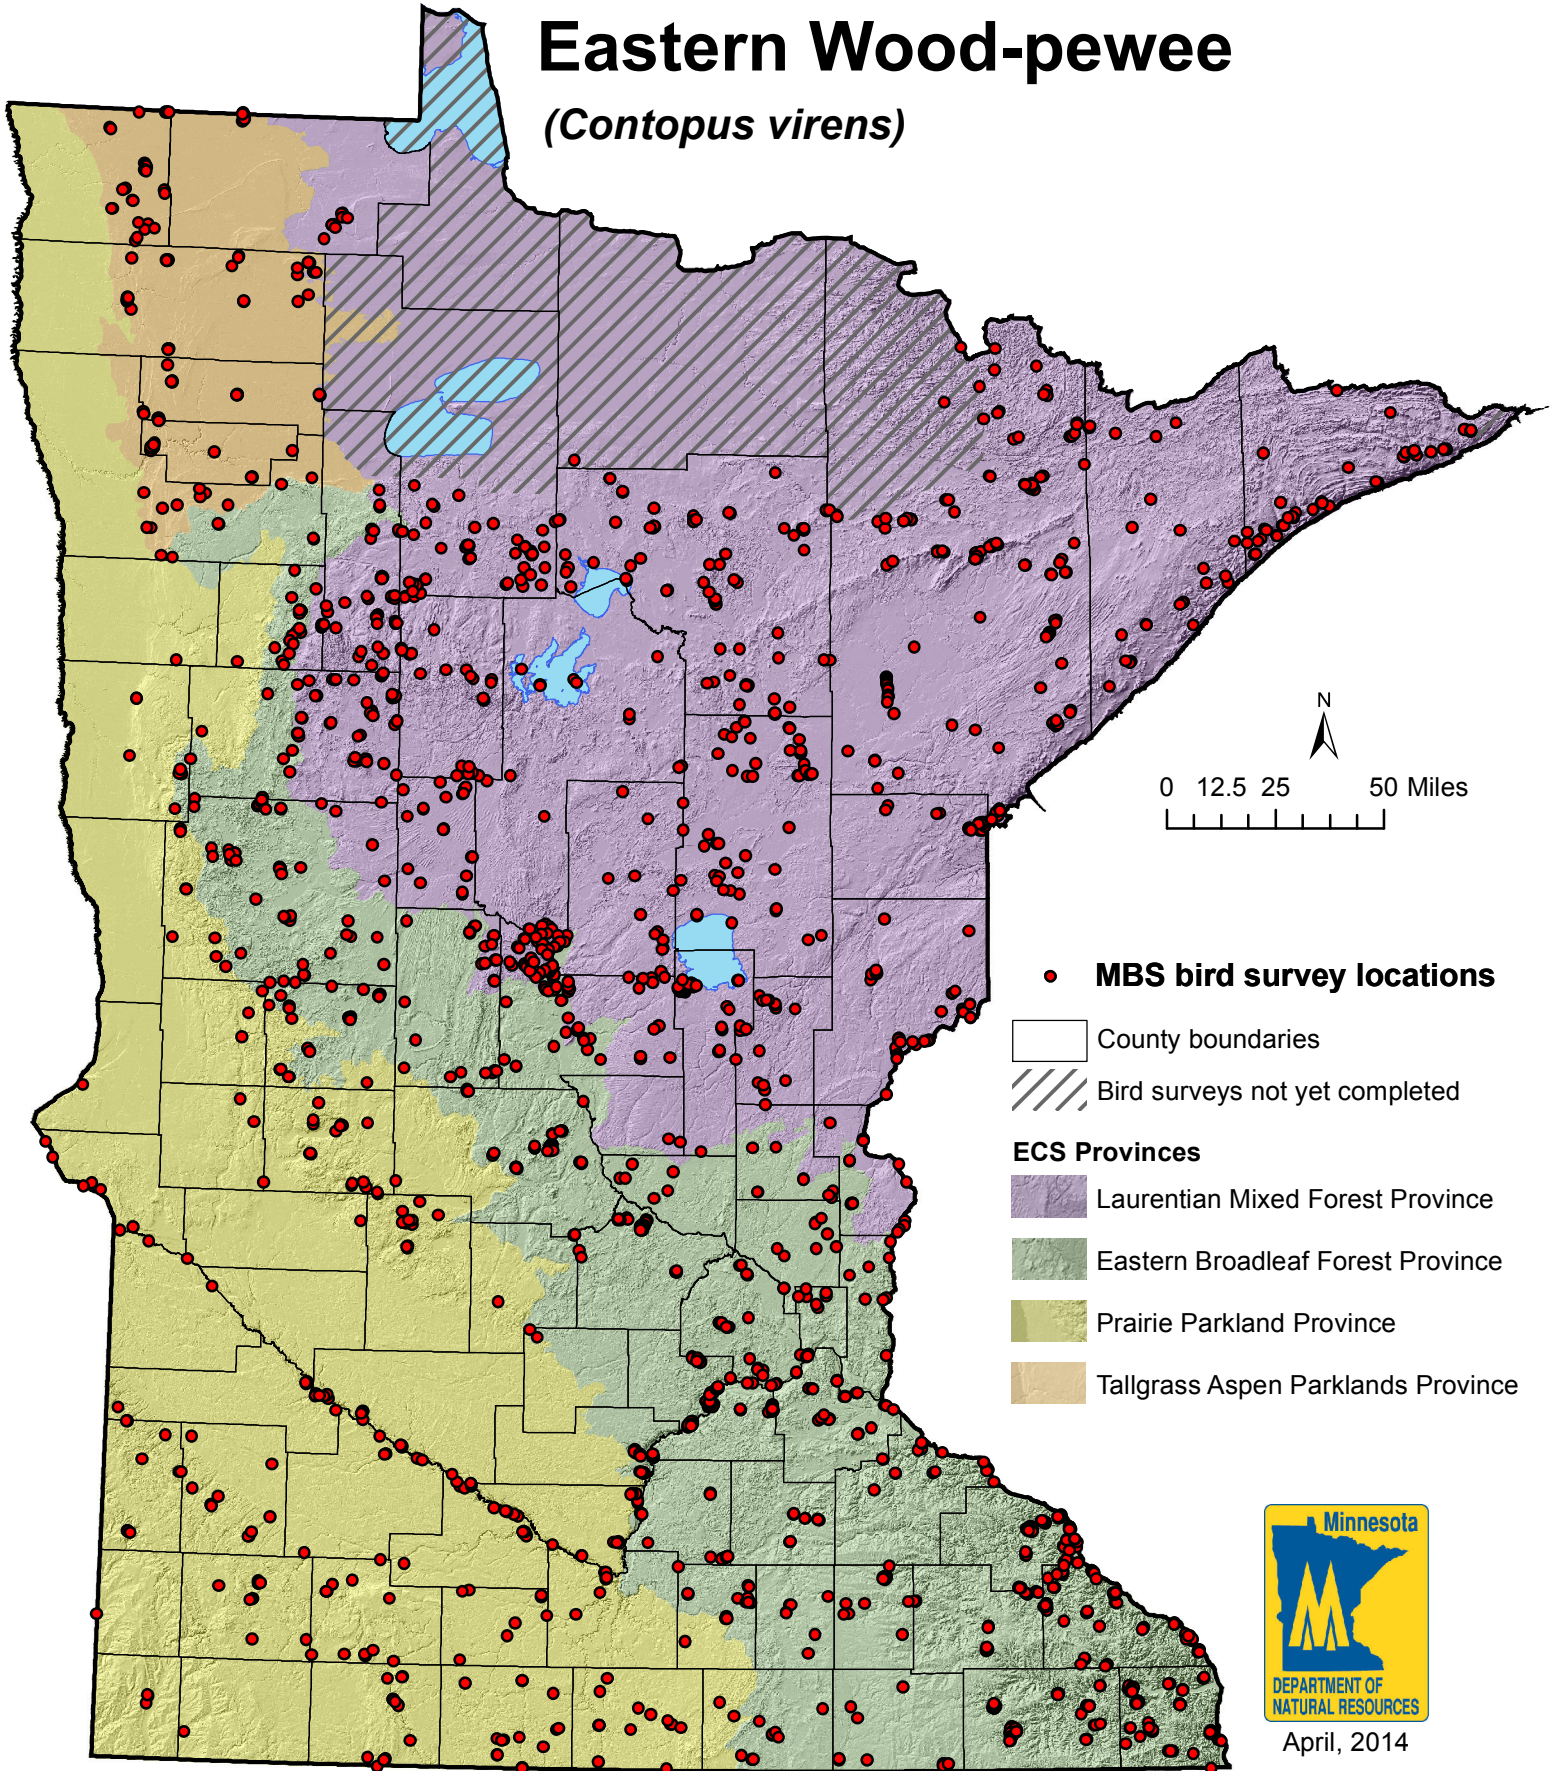 Eastern Wood-pewee
(Contopus virens)
N
0 12.5 25 50 Miles
MBS bird survey locations
County boundaries
Bird surveys not yet completed
ECS Provinces
Laurentian Mixed Forest Province
Eastern Broadleaf Forest Province
Prairie Parkland Province
Tallgrass Aspen Parklands Province
Minnesota
DEPARTMENT OF
NATURAL RESOURCES
April, 2014